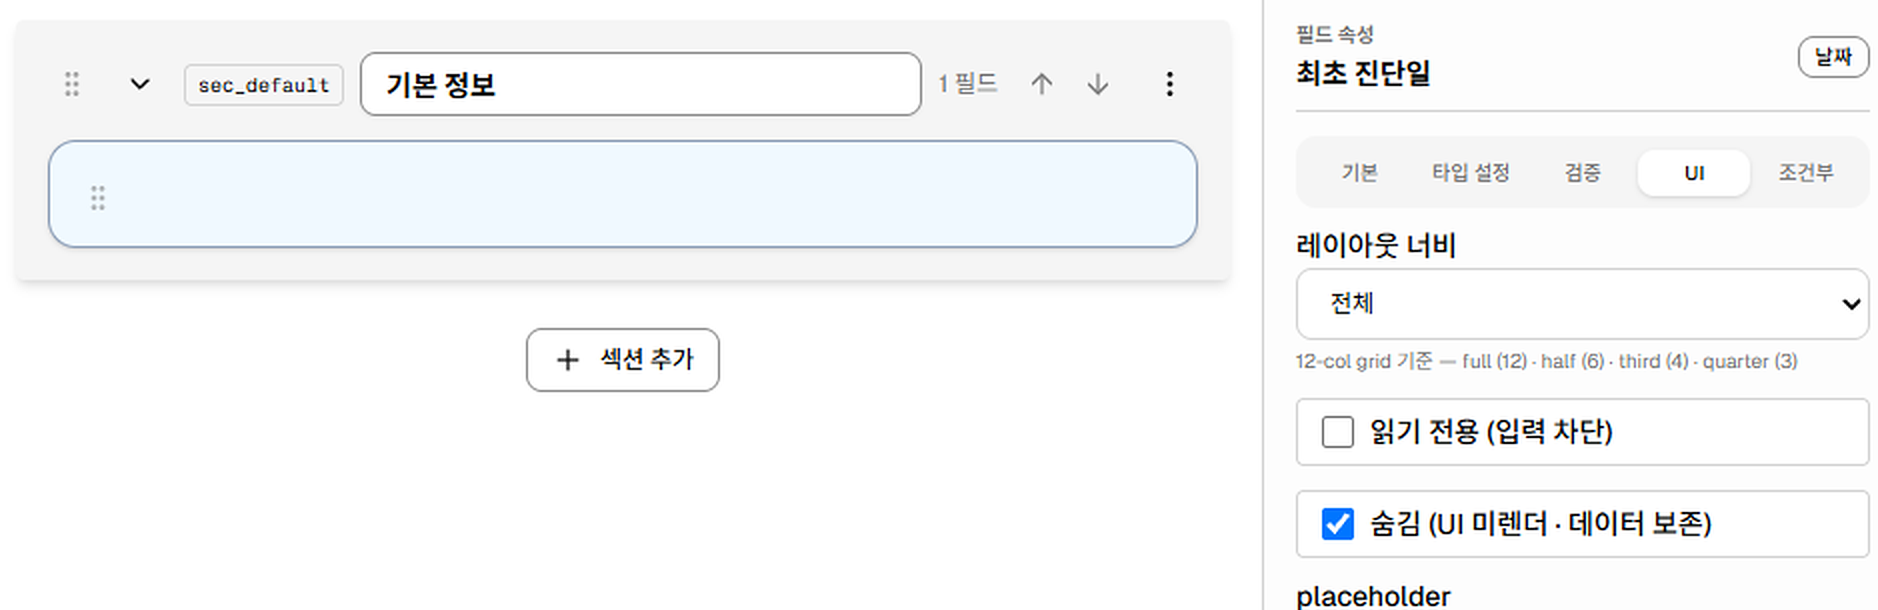 sec_default
기본 정보
1 필드
섹션 추가
필드 속성
최초 진단일
날짜
기본
타입 설정
검증
UI
조건부
레이아웃 너비
전체
12-col grid 기준 — full (12) · half (6) · third (4) · quarter (3)
읽기 전용 (입력 차단)
숨김 (UI 미렌더 · 데이터 보존)
placeholder